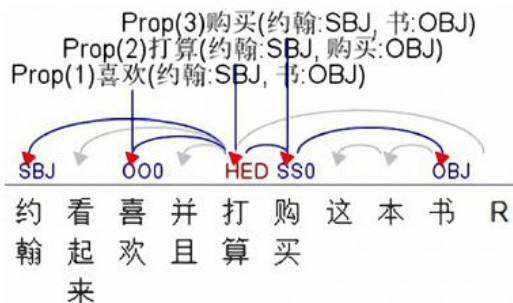 Prop(3)购买(约翰:SBJ, 书:OBJ)
Prop(2)打算(约翰:SBJ, 购买:OBJ)
Prop(1)喜欢(约翰:SBJ, 书:OBJ)
SBJ OO0 HED SS0 OBJ
约翰 看起来 喜欢 并且 打算 购买 这 本 书 R